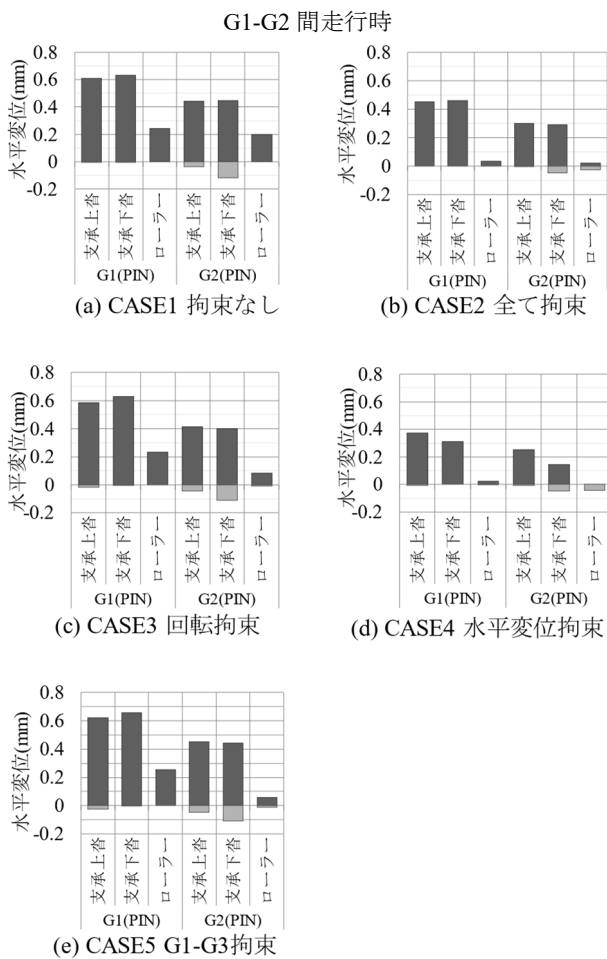 G1-G2 間走行時
0.8
0.6
0.4
0.2
0
-0.2
水平変位(mm)
支承上沓
支承下沓
ローラー
支承上沓
支承下沓
ローラー
G1(PIN)
G2(PIN)
(a) CASE1 拘束なし
0.8
0.6
0.4
0.2
0
-0.2
水平変位(mm)
支承上沓
支承下沓
ローラー
支承上沓
支承下沓
ローラー
G1(PIN)
G2(PIN)
(b) CASE2 全て拘束
0.8
0.6
0.4
0.2
0
-0.2
水平変位(mm)
支承上沓
支承下沓
ローラー
支承上沓
支承下沓
ローラー
G1(PIN)
G2(PIN)
(c) CASE3 回転拘束
0.8
0.6
0.4
0.2
0
-0.2
水平変位(mm)
支承上沓
支承下沓
ローラー
支承上沓
支承下沓
ローラー
G1(PIN)
G2(PIN)
(d) CASE4 水平変位拘束
0.8
0.6
0.4
0.2
0
-0.2
水平変位(mm)
支承上沓
支承下沓
ローラー
支承上沓
支承下沓
ローラー
G1(PIN)
G2(PIN)
(e) CASE5 G1-G3拘束